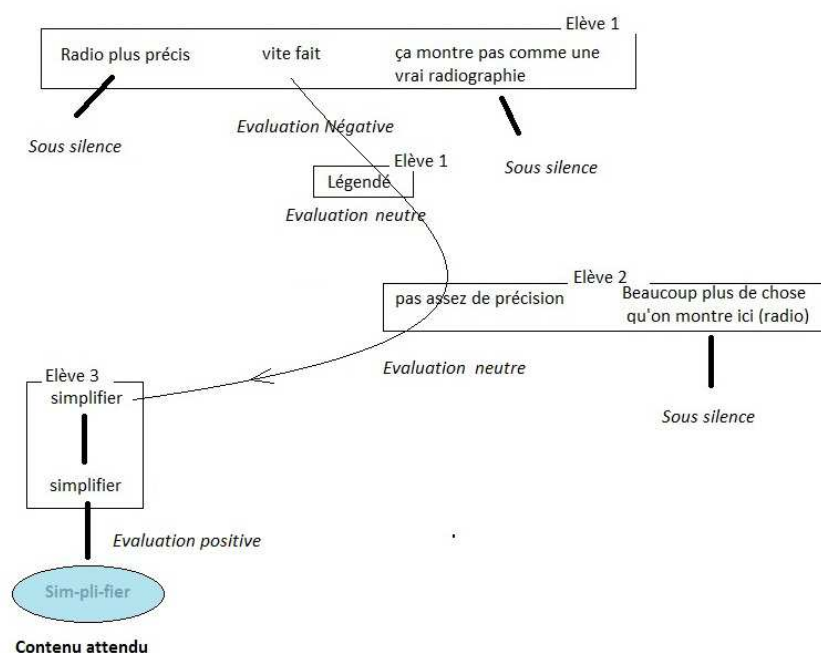 Elève 1
Radio plus précis
vite fait
ça montre pas comme une
vrai radiographie
Sous silence
Evaluation Négative
Sous silence
Elève 1
Légendé
Evaluation neutre
Elève 2
pas assez de précision
Beaucoup plus de chose
qu'on montre ici (radio)
Evaluation neutre
Sous silence
Elève 3
simplifier
simplifier
Evaluation positive
Sim-pli-fier
Contenu attendu